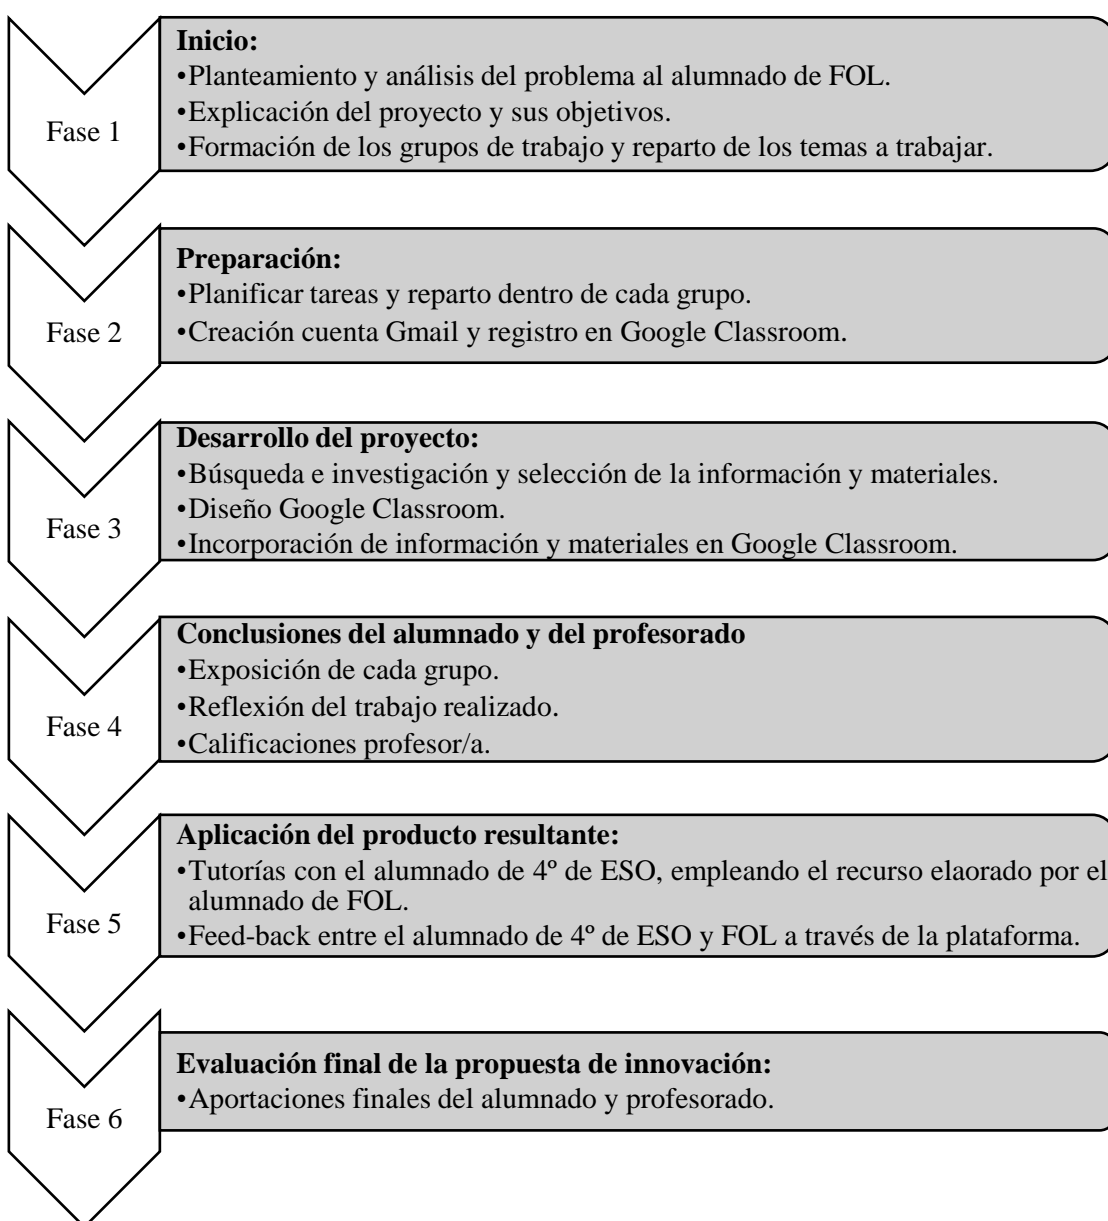 Inicio:
•Planteamiento y análisis del problema al alumnado de FOL.
•Explicación del proyecto y sus objetivos.
•Formación de los grupos de trabajo y reparto de los temas a trabajar.
Fase 1
Preparación:
•Planificar tareas y reparto dentro de cada grupo.
•Creación cuenta Gmail y registro en Google Classroom.
Fase 2
Desarrollo del proyecto:
•Búsqueda e investigación y selección de la información y materiales.
•Diseño Google Classroom.
•Incorporación de información y materiales en Google Classroom.
Fase 3
Conclusiones del alumnado y del profesorado
•Exposición de cada grupo.
•Reflexión del trabajo realizado.
•Calificaciones profesor/a.
Fase 4
Aplicación del producto resultante:
•Tutorías con el alumnado de 4º de ESO, empleando el recurso elaorado por el
alumnado de FOL.
•Feed-back entre el alumnado de 4º de ESO y FOL a través de la plataforma.
Fase 5
Evaluación final de la propuesta de innovación:
•Aportaciones finales del alumnado y profesorado.
Fase 6